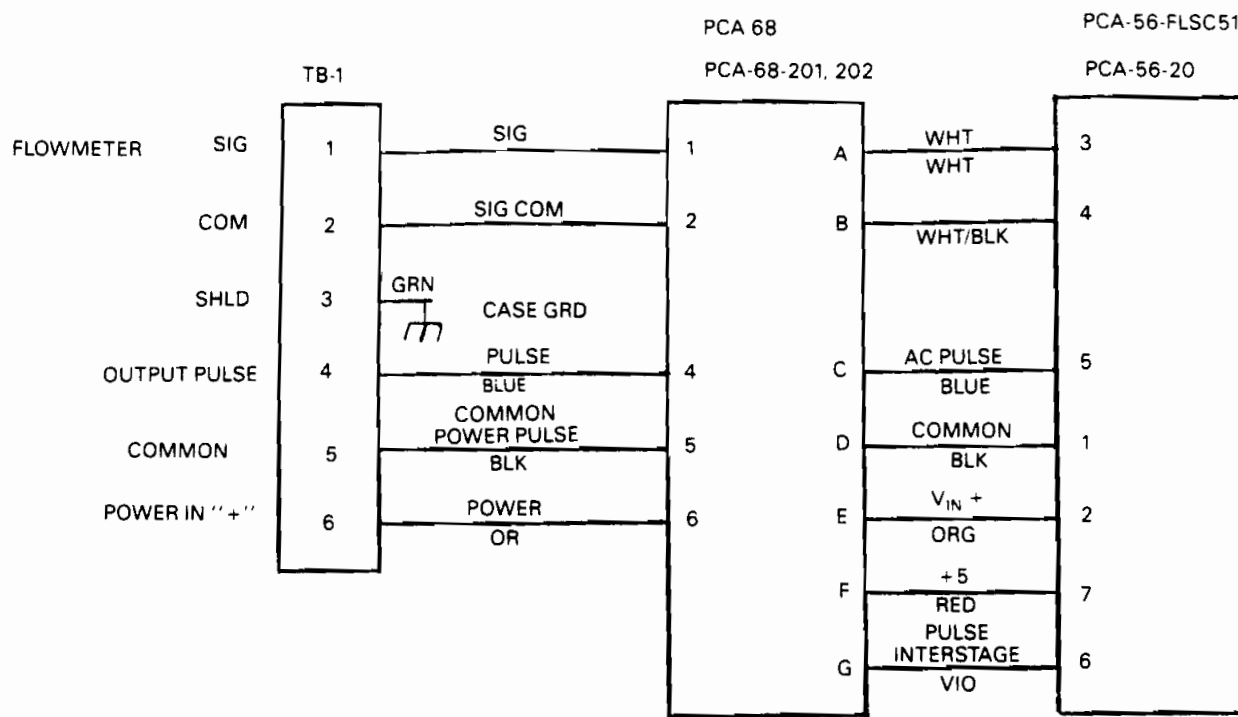 PCA 68
PCA-56-FLSC51
TB-1
PCA-68-201, 202
PCA-56-20
FLOWMETER SIG 1 SIG 1 A WHT 3
WHT
COM 2 SIG COM 2 B 4
WHT/BLK
SHLD 3 GRN
CASE GRD
OUTPUT PULSE 4 PULSE 4 C AC PULSE 5
BLUE BLUE
COMMON
COMMON 5 POWER PULSE 5 D COMMON 1
BLK BLK
POWER IN "+" 6 POWER 6 E VIN + 2
OR ORG
F +5 7
RED
PULSE
G INTERSTAGE 6
VIO